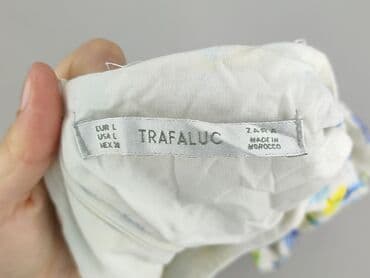 EUR L
USA L
MEX 30
TRAFALUC
ZARA
MADE IN
MOROCCO